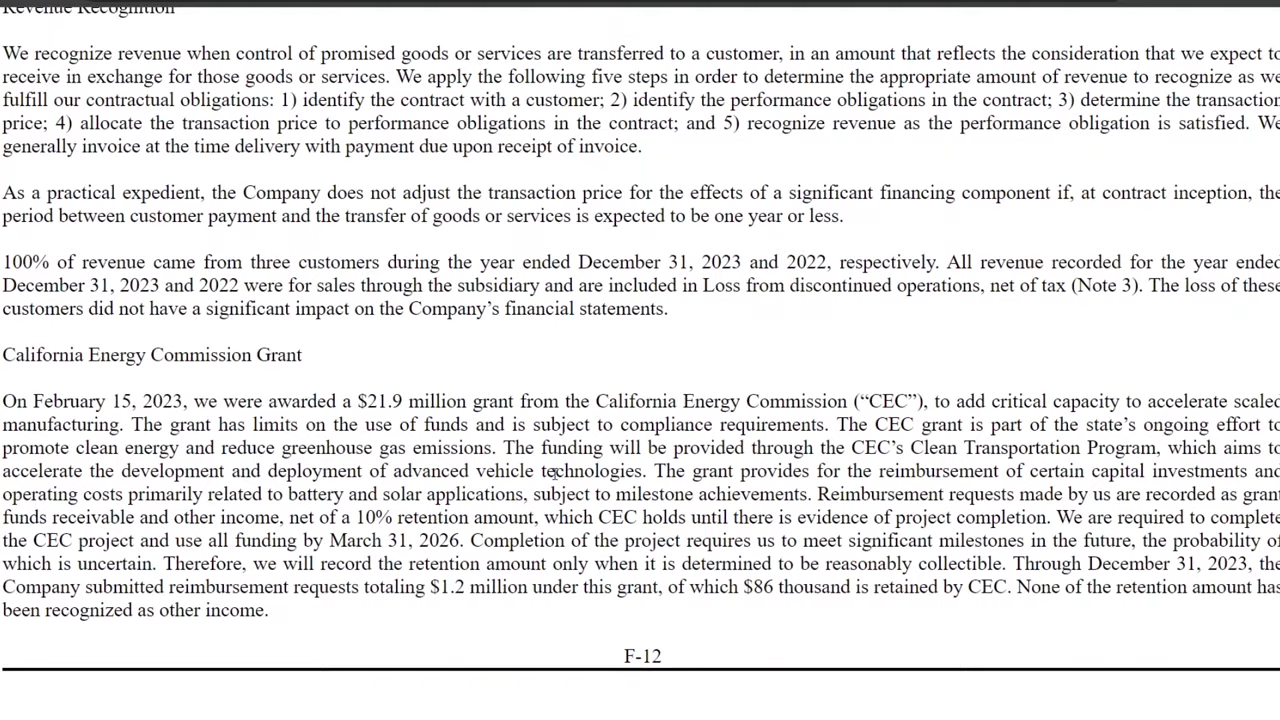 Revenue Recognition
We recognize revenue when control of promised goods or services are transferred to a customer, in an amount that reflects the consideration that we expect to
receive in exchange for those goods or services. We apply the following five steps in order to determine the appropriate amount of revenue to recognize as we
fulfill our contractual obligations: 1) identify the contract with a customer; 2) identify the performance obligations in the contract; 3) determine the transaction
price; 4) allocate the transaction price to performance obligations in the contract; and 5) recognize revenue as the performance obligation is satisfied. We
generally invoice at the time delivery with payment due upon receipt of invoice.
As a practical expedient, the Company does not adjust the transaction price for the effects of a significant financing component if, at contract inception, the
period between customer payment and the transfer of goods or services is expected to be one year or less.
100% of revenue came from three customers during the year ended December 31, 2023 and 2022, respectively. All revenue recorded for the year ended
December 31, 2023 and 2022 were for sales through the subsidiary and are included in Loss from discontinued operations, net of tax (Note 3). The loss of these
customers did not have a significant impact on the Company's financial statements.
California Energy Commission Grant
On February 15, 2023, we were awarded a $21.9 million grant from the California Energy Commission ("CEC"), to add critical capacity to accelerate scaled
manufacturing. The grant has limits on the use of funds and is subject to compliance requirements. The CEC grant is part of the state's ongoing effort to
promote clean energy and reduce greenhouse gas emissions. The funding will be provided through the CEC's Clean Transportation Program, which aims to
accelerate the development and deployment of advanced vehicle technologies. The grant provides for the reimbursement of certain capital investments and
operating costs primarily related to battery and solar applications, subject to milestone achievements. Reimbursement requests made by us are recorded as grant
funds receivable and other income, net of a 10% retention amount, which CEC holds until there is evidence of project completion. We are required to complete
the CEC project and use all funding by March 31, 2026. Completion of the project requires us to meet significant milestones in the future, the probability of
which is uncertain. Therefore, we will record the retention amount only when it is determined to be reasonably collectible. Through December 31, 2023, the
Company submitted reimbursement requests totaling $1.2 million under this grant, of which $86 thousand is retained by CEC. None of the retention amount has
been recognized as other income.
F-12